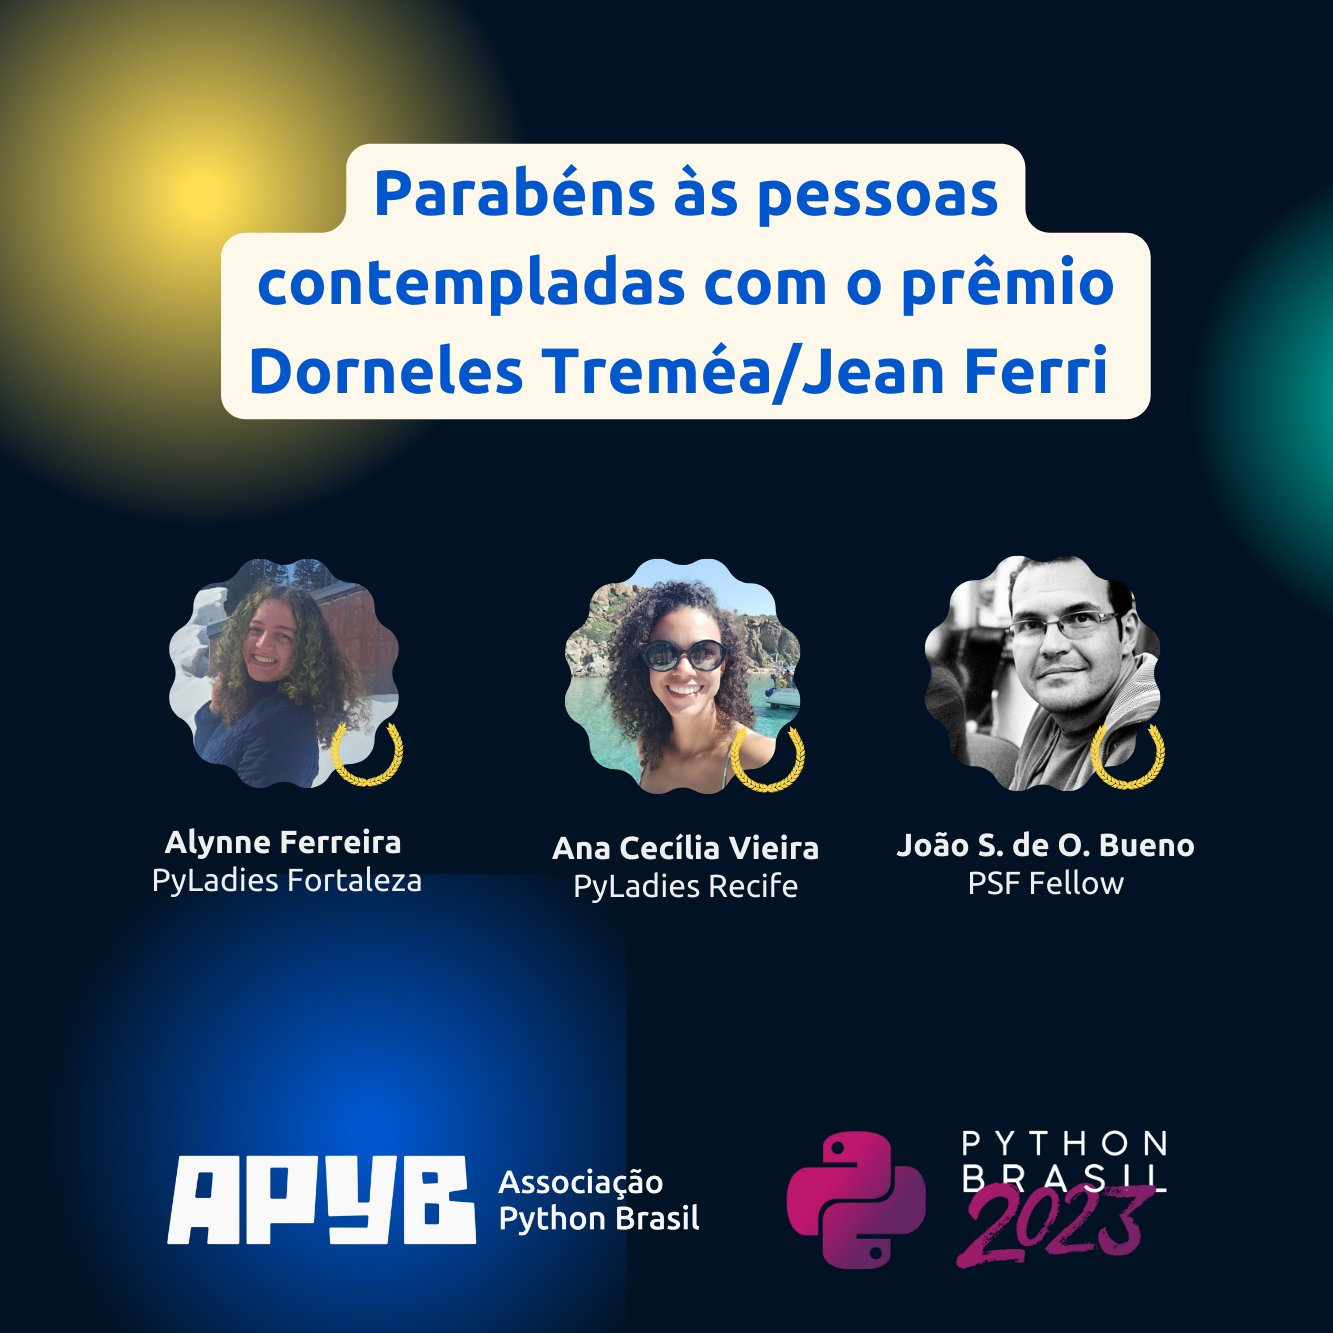 Parabéns às pessoas
contempladas com o prêmio
Dorneles Treméa/Jean Ferri
Alynne Ferreira
PyLadies Fortaleza
Ana Cecília Vieira
PyLadies Recife
João S. de O. Bueno
PSF Fellow
APYB
Associação
Python Brasil
PYTHON
BRASIL
2023